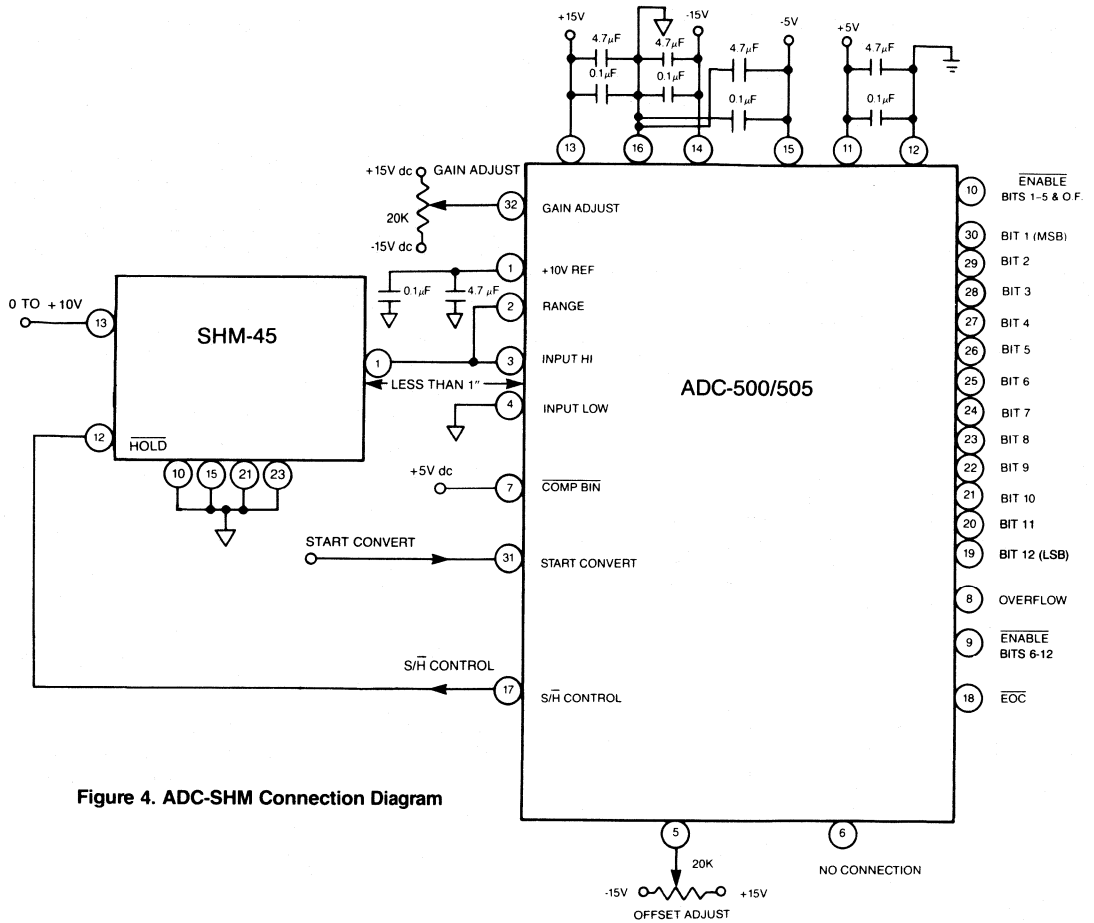 +15V
-15V
-5V
+5V
4.7µF
4.7µF
4.7µF
4.7µF
0.1µF
0.1µF
0.1µF
0.1µF
13
16
14
15
11
12
+15V dc
GAIN ADJUST
20K
-15V dc
32
GAIN ADJUST
10
ENABLE
BITS 1–5 & O.F.
1
+10V REF
0.1µF
4.7 µF
2
RANGE
3
INPUT HI
LESS THAN 1"
4
INPUT LOW
+5V dc
7
COMP BIN
START CONVERT
31
START CONVERT
S/H CONTROL
17
S/H CONTROL
0 TO +10V
13
SHM-45
1
12
HOLD
10
15
21
23
ADC-500/505
30
BIT 1 (MSB)
29
BIT 2
28
BIT 3
27
BIT 4
26
BIT 5
25
BIT 6
24
BIT 7
23
BIT 8
22
BIT 9
21
BIT 10
20
BIT 11
19
BIT 12 (LSB)
8
OVERFLOW
9
ENABLE
BITS 6-12
18
EOC
Figure 4. ADC-SHM Connection Diagram
5
6
20K
NO CONNECTION
-15V
+15V
OFFSET ADJUST